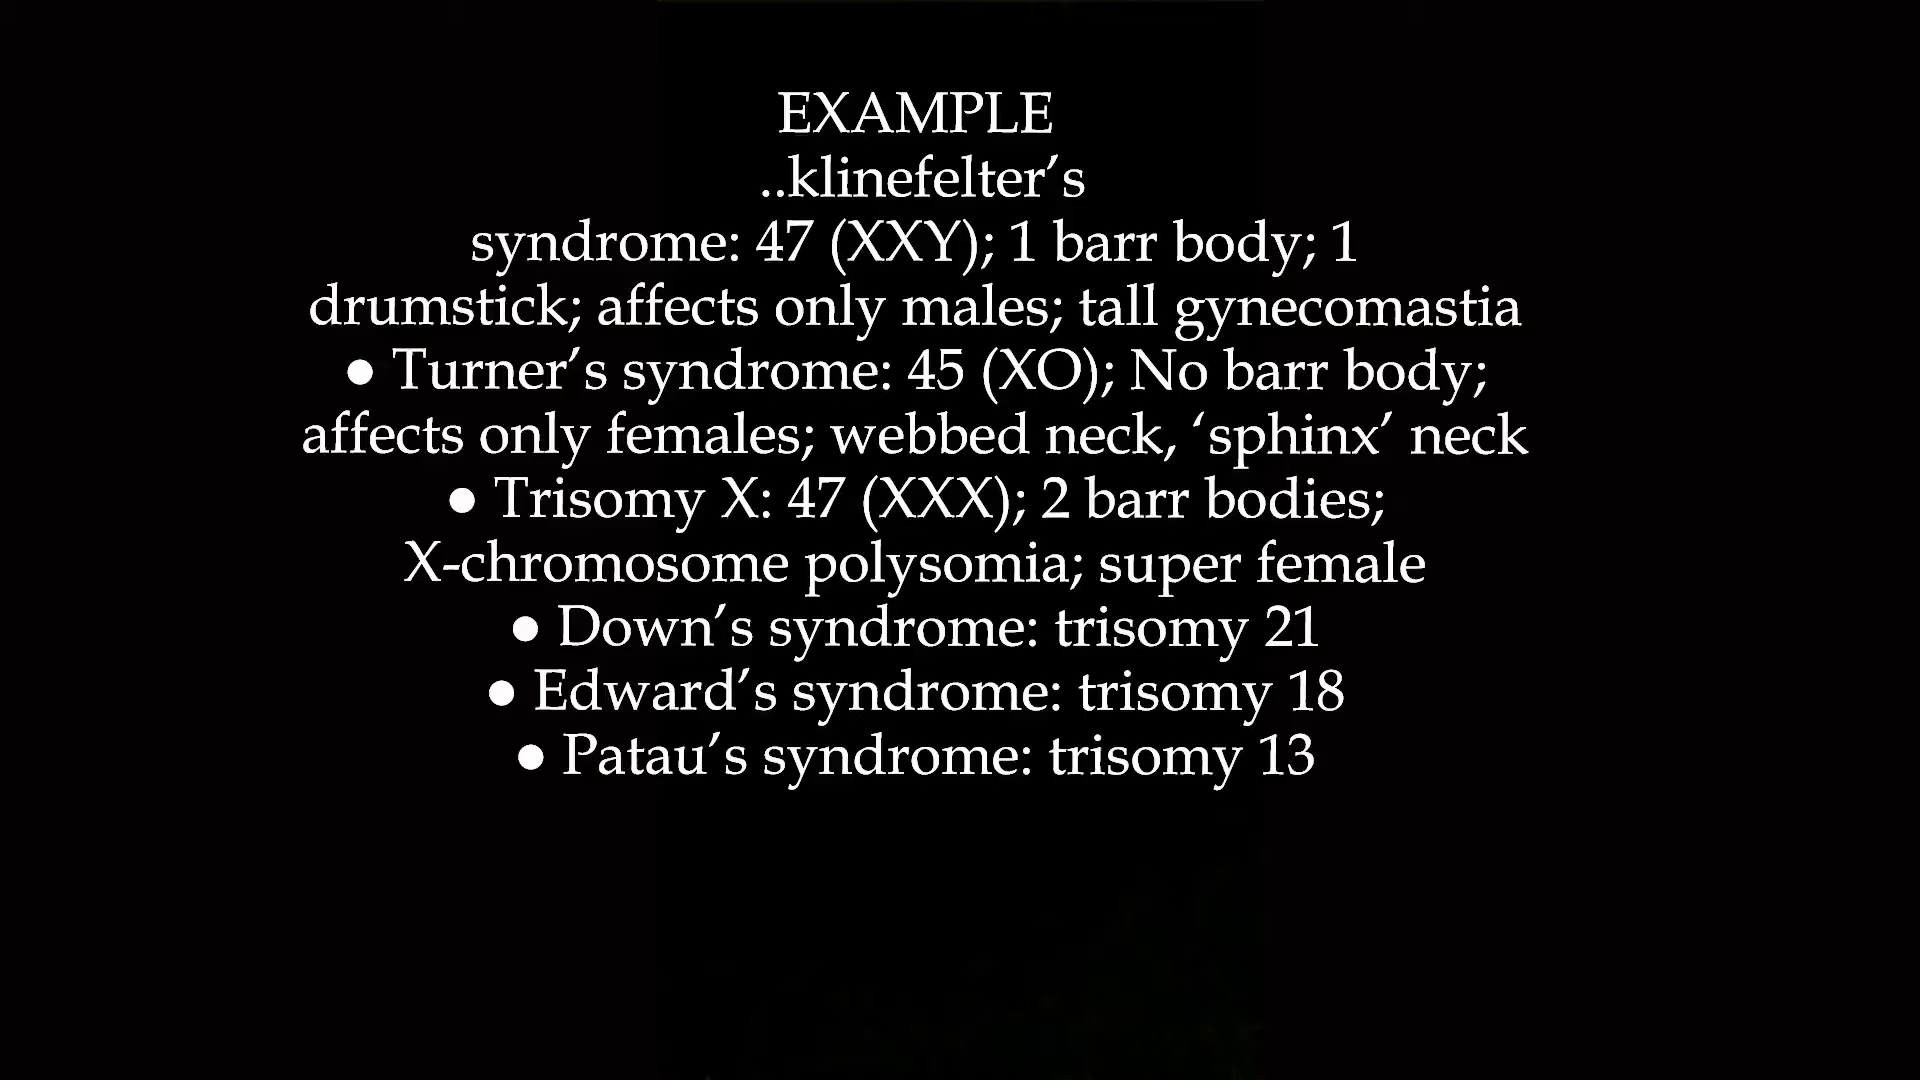 EXAMPLE
..klinefelter’s
syndrome: 47 (XXY); 1 barr body; 1
drumstick; affects only males; tall gynecomastia
● Turner’s syndrome: 45 (XO); No barr body;
affects only females; webbed neck, ‘sphinx’ neck
● Trisomy X: 47 (XXX); 2 barr bodies;
X-chromosome polysomia; super female
● Down’s syndrome: trisomy 21
● Edward’s syndrome: trisomy 18
● Patau’s syndrome: trisomy 13